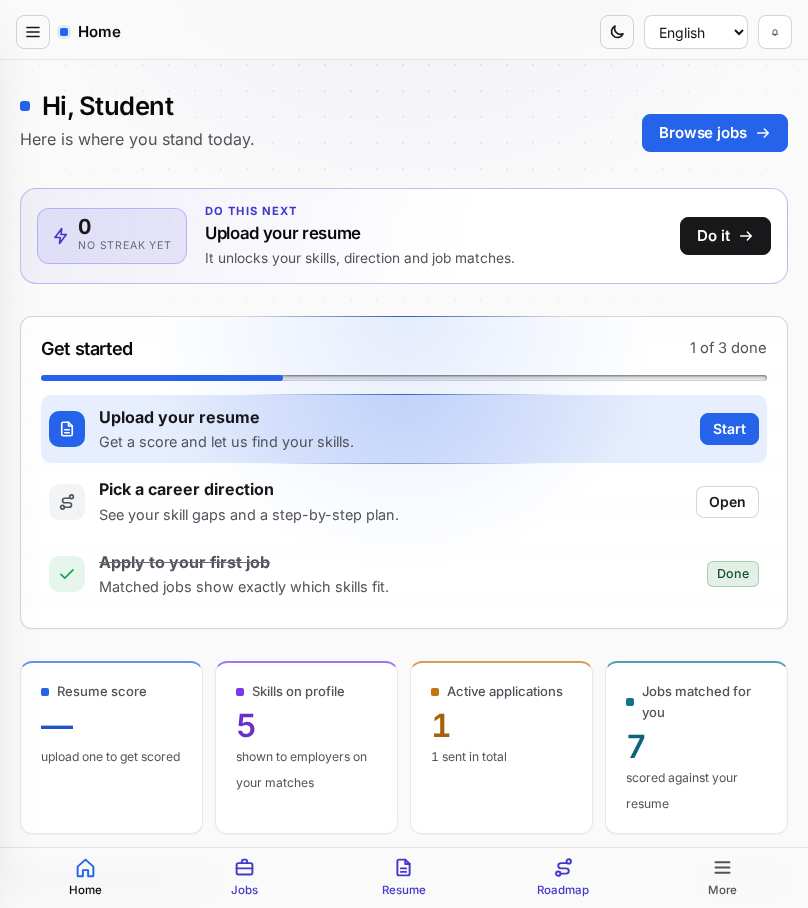 Home
English
Hi, Student
Here is where you stand today.
Browse jobs →
0
NO STREAK YET
DO THIS NEXT
Upload your resume
It unlocks your skills, direction and job matches.
Do it →
Get started
1 of 3 done
Upload your resume
Get a score and let us find your skills.
Start
Pick a career direction
See your skill gaps and a step-by-step plan.
Open
Apply to your first job
Matched jobs show exactly which skills fit.
Done
Resume score
—
upload one to get scored
Skills on profile
5
shown to employers on
your matches
Active applications
1
1 sent in total
Jobs matched for
you
7
scored against your
resume
Home
Jobs
Resume
Roadmap
More